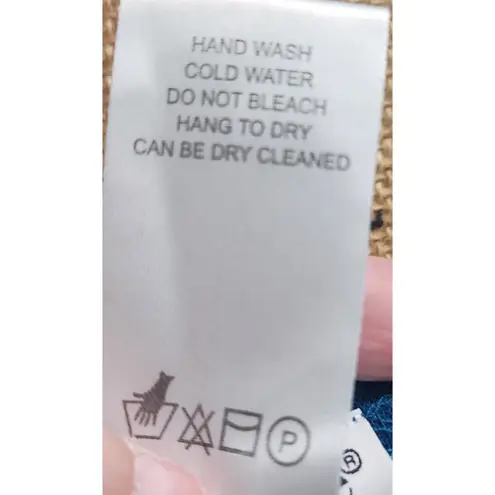 HAND WASH
COLD WATER
DO NOT BLEACH
HANG TO DRY
CAN BE DRY CLEANED
P
®